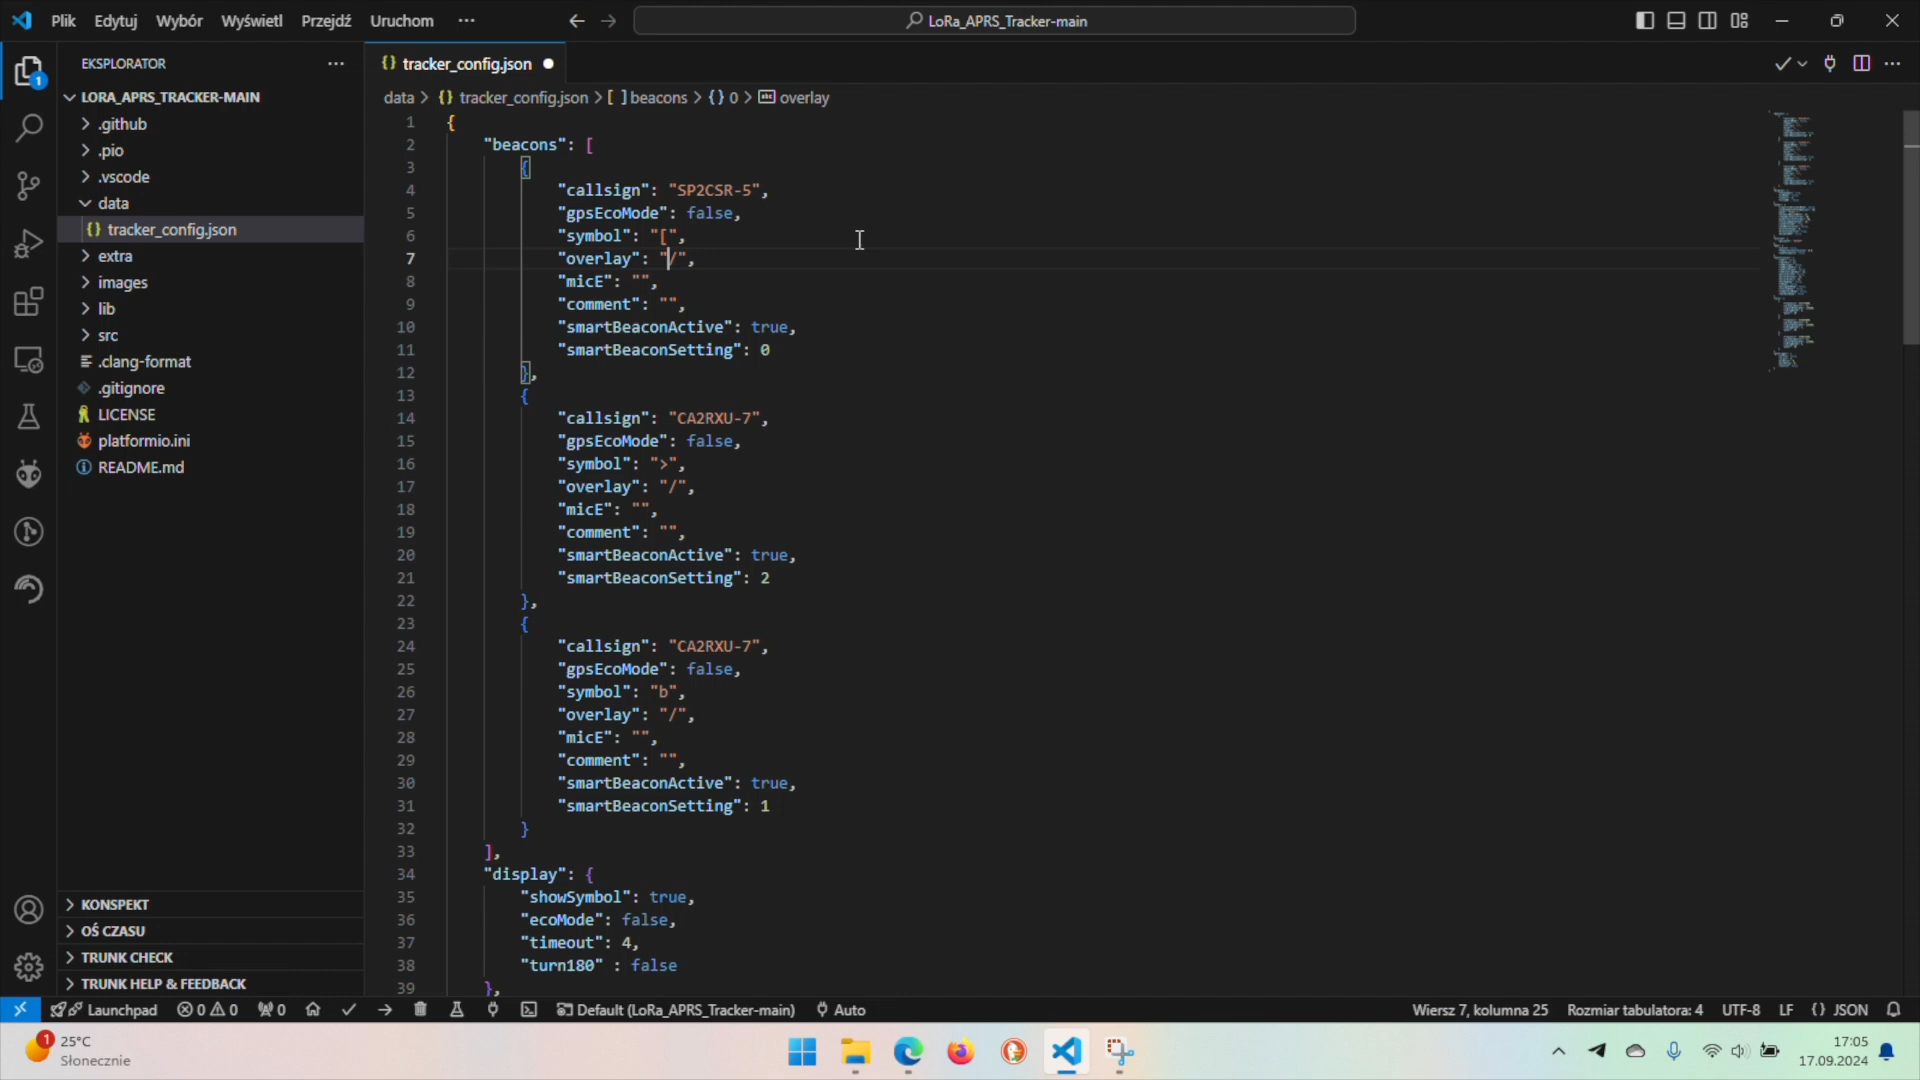 Plik Edytuj Wybór Wyświetl Przejdź Uruchom ··· LoRa_APRS_Tracker-main
EKSPLORATOR ···
LORA_APRS_TRACKER-MAIN
.github
.pio
.vscode
data
{} tracker_config.json
extra
images
lib
src
.clang-format
.gitignore
LICENSE
platformio.ini
README.md
KONSPEKT
OŚ CZASU
TRUNK CHECK
TRUNK HELP & FEEDBACK
1
{} tracker_config.json
data > {} tracker_config.json > [ ] beacons > {} 0 > abc overlay
1 {
2 "beacons": [
3 {
4 "callsign": "SP2CSR-5",
5 "gpsEcoMode": false,
6 "symbol": "[",
7 "overlay": "/",
8 "micE": "",
9 "comment": "",
10 "smartBeaconActive": true,
11 "smartBeaconSetting": 0
12 },
13 {
14 "callsign": "CA2RXU-7",
15 "gpsEcoMode": false,
16 "symbol": ">",
17 "overlay": "/",
18 "micE": "",
19 "comment": "",
20 "smartBeaconActive": true,
21 "smartBeaconSetting": 2
22 },
23 {
24 "callsign": "CA2RXU-7",
25 "gpsEcoMode": false,
26 "symbol": "b",
27 "overlay": "/",
28 "micE": "",
29 "comment": "",
30 "smartBeaconActive": true,
31 "smartBeaconSetting": 1
32 }
33 ],
34 "display": {
35 "showSymbol": true,
36 "ecoMode": false,
37 "timeout": 4,
38 "turn180" : false
39 },
Launchpad 0 0 0 Default (LoRa_APRS_Tracker-main) Auto Wiersz 7, kolumna 25 Rozmiar tabulatora: 4 UTF-8 LF {} JSON
1
25°C
Słonecznie
17:05
17.09.2024